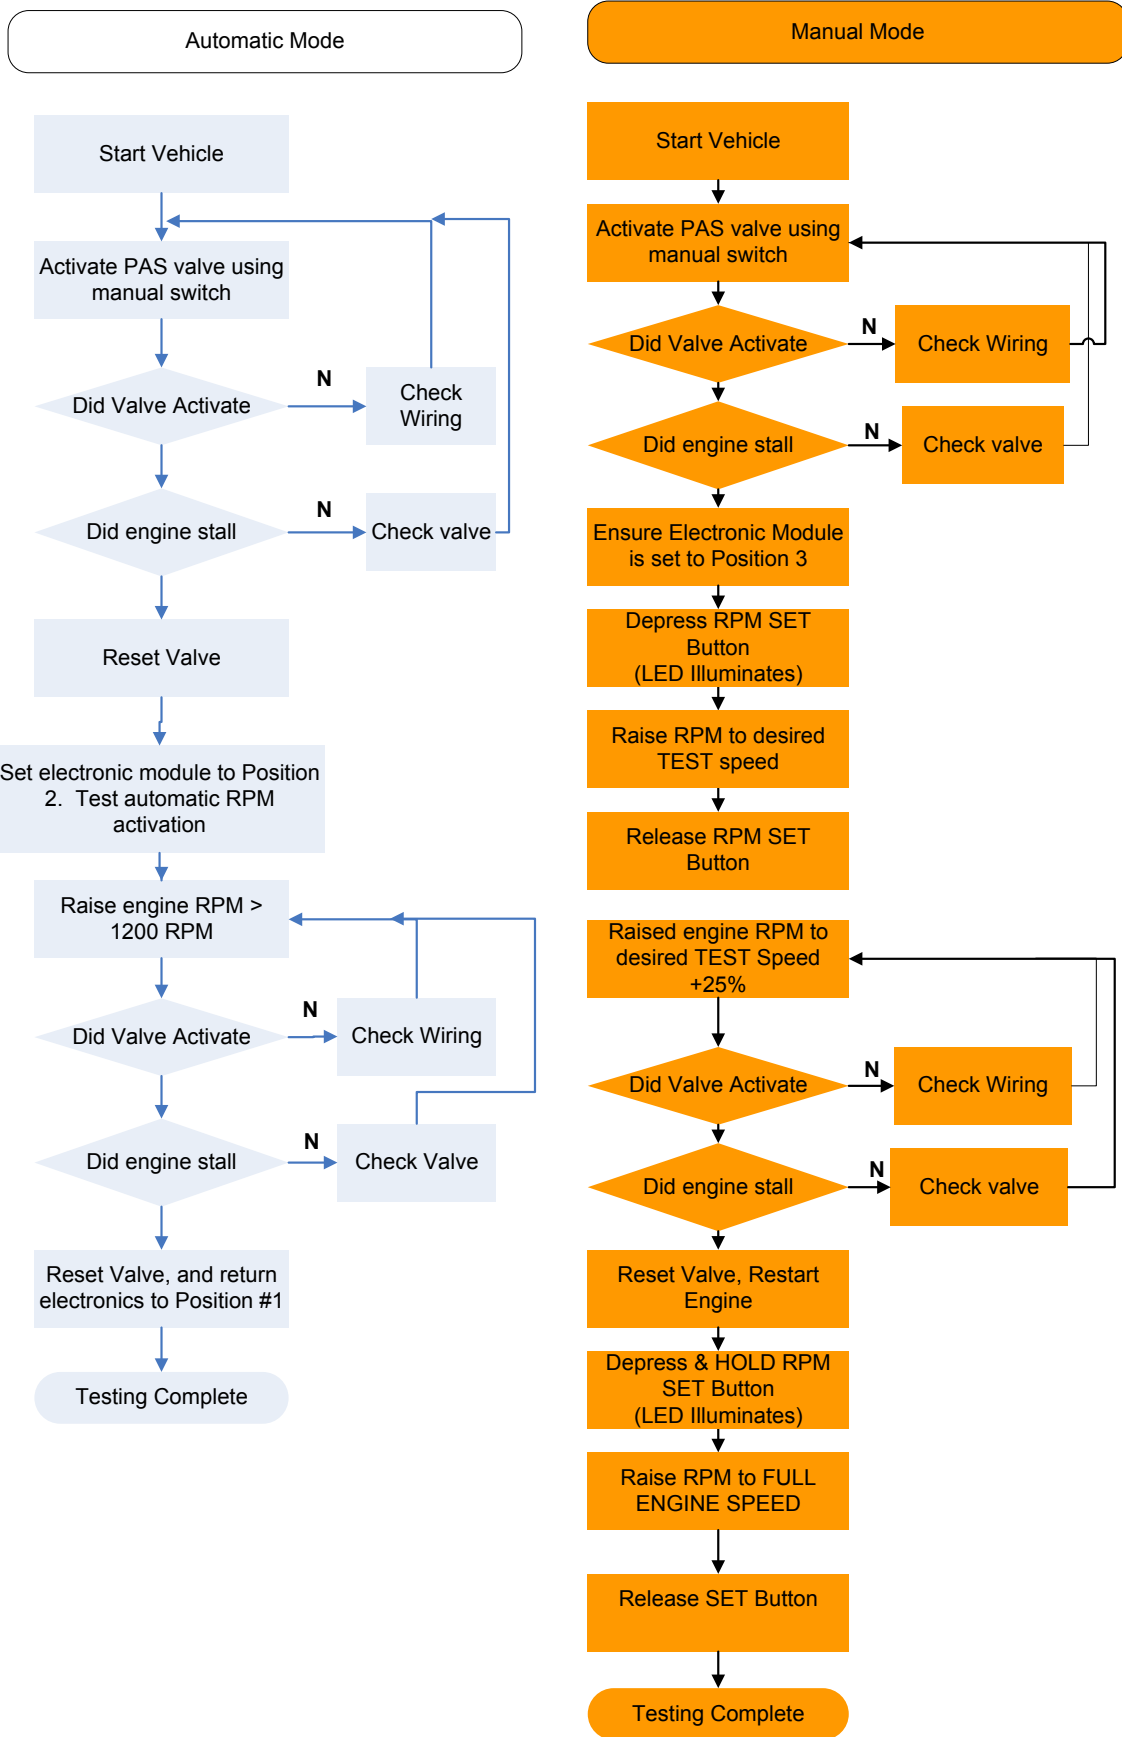 Automatic Mode
Start Vehicle
Activate PAS valve using
manual switch
Did Valve Activate
N
Check
Wiring
Did engine stall
N
Check valve
Reset Valve
Set electronic module to Position
2.  Test automatic RPM
activation
Raise engine RPM >
1200 RPM
Did Valve Activate
N
Check Wiring
Did engine stall
N
Check Valve
Reset Valve, and return
electronics to Position #1
Testing Complete
Manual Mode
Start Vehicle
Activate PAS valve using
manual switch
Did Valve Activate
N
Check Wiring
Did engine stall
N
Check valve
Ensure Electronic Module
is set to Position 3
Depress RPM SET
Button
(LED Illuminates)
Raise RPM to desired
TEST speed
Release RPM SET
Button
Raised engine RPM to
desired TEST Speed
+25%
Did Valve Activate
N
Check Wiring
Did engine stall
N
Check valve
Reset Valve, Restart
Engine
Depress & HOLD RPM
SET Button
(LED Illuminates)
Raise RPM to FULL
ENGINE SPEED
Release SET Button
Testing Complete